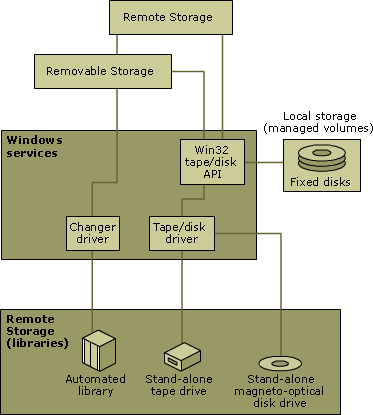 Remote Storage
Removable Storage
Local storage
(managed volumes)
Windows
services
Win32
tape/disk
API
Fixed disks
Changer
driver
Tape/disk
driver
Remote
Storage
(libraries)
Automated
library
Stand-alone
tape drive
Stand-alone
magneto-optical
disk drive